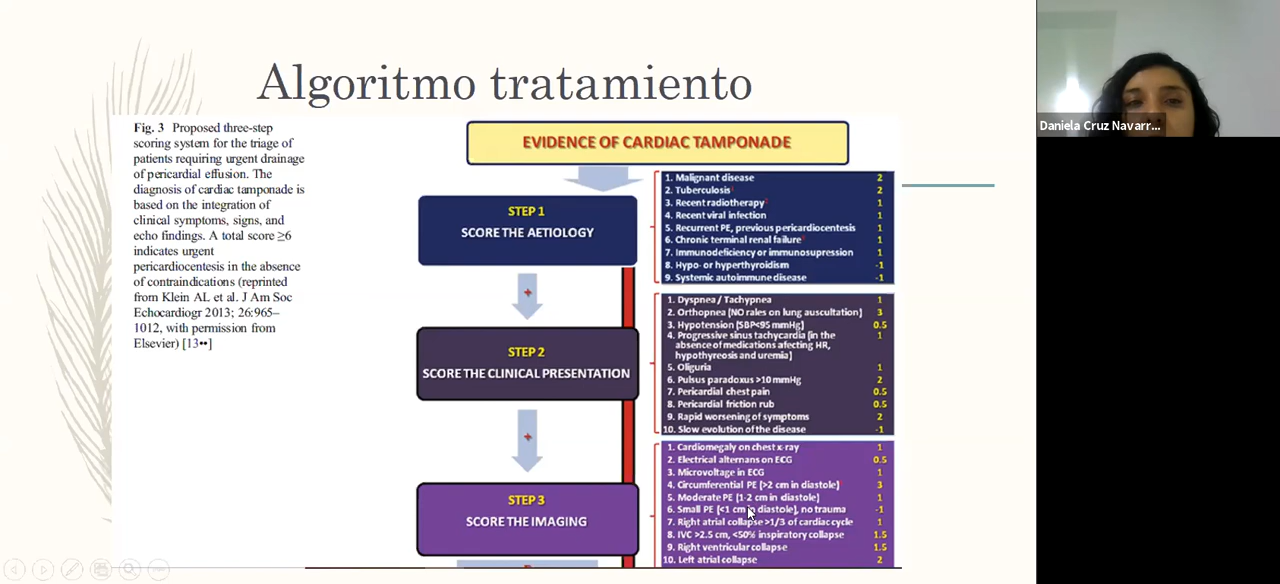 Algoritmo tratamiento
Fig. 3 Proposed three-step
scoring system for the triage of
patients requiring urgent drainage
of pericardial effusion. The
diagnosis of cardiac tamponade is
based on the integration of
clinical symptoms, signs, and
echo findings. A total score ≥6
indicates urgent
pericardiocentesis in the absence
of contraindications (reprinted
from Klein AL et al. J Am Soc
Echocardiogr 2013; 26:965–
1012, with permission from
Elsevier) [13••]
EVIDENCE OF CARDIAC TAMPONADE
STEP 1
SCORE THE AETIOLOGY
1. Malignant disease 2
2. Tuberculosis 2
3. Recent radiotherapy 1
4. Recent viral infection 1
5. Recurrent PE, previous pericardiocentesis 1
6. Chronic terminal renal failure 1
7. Immunodeficiency or immunosupression 1
8. Hypo- or hyperthyroidism -1
9. Systemic autoimmune disease -1
+
STEP 2
SCORE THE CLINICAL PRESENTATION
1. Dyspnea / Tachypnea 1
2. Orthopnea (NO rales on lung auscultation) 3
3. Hypotension (SBP<95 mmHg) 0.5
4. Progressive sinus tachycardia (in the 1
absence of medications affecting HR,
hypothyreosis and uremia)
5. Oliguria 1
6. Pulsus paradoxus >10 mmHg 2
7. Pericardial chest pain 0.5
8. Pericardial friction rub 0.5
9. Rapid worsening of symptoms 2
10. Slow evolution of the disease -1
+
STEP 3
SCORE THE IMAGING
1. Cardiomegaly on chest x-ray 1
2. Electrical alternans on ECG 0.5
3. Microvoltage in ECG 1
4. Circumferential PE (>2 cm in diastole) 3
5. Moderate PE (1-2 cm in diastole) 1
6. Small PE (<1 cm in diastole), no trauma -1
7. Right atrial collapse >1/3 of cardiac cycle 1
8. IVC >2.5 cm, <50% inspiratory collapse 1.5
9. Right ventricular collapse 1.5
10. Left atrial collapse 2
Daniela Cruz Navarr...